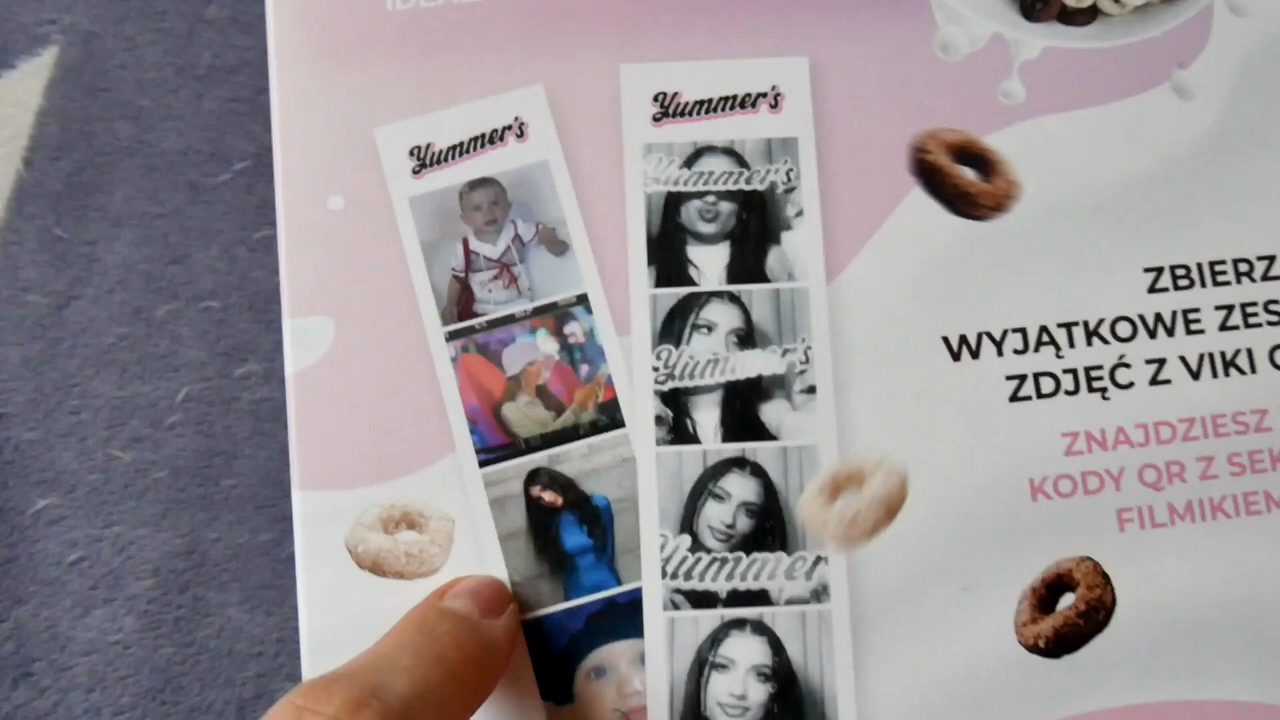 Yummer's
Yummer's
Yummer's
Yummer's
Yummer
ZBIERZ
WYJĄTKOWE ZES
ZDJĘĆ Z VIKI
ZNAJDZIESZ
KODY QR Z SEK
FILMIKIEM